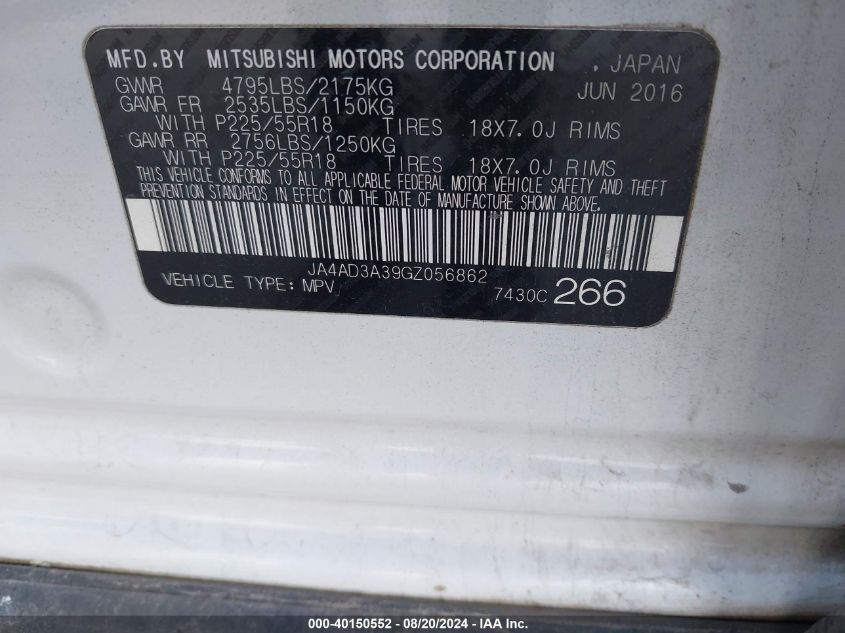 MFD.BY MITSUBISHI MOTORS CORPORATION , JAPAN
GVWR 4795LBS/2175KG JUN 2016
GAWR FR 2535LBS/1150KG
WITH P225/55R18 TIRES 18X7.0J RIMS
GAWR RR 2756LBS/1250KG
WITH P225/55R18 TIRES 18X7.0J RIMS
THIS VEHICLE CONFORMS TO ALL APPLICABLE FEDERAL MOTOR VEHICLE SAFETY AND THEFT
PREVENTION STANDARDS IN EFFECT ON THE DATE OF MANUFACTURE SHOWN ABOVE.
JA4AD3A39GZ056862
VEHICLE TYPE: MPV 7430C 266
000-40150552 - 08/20/2024 - IAA Inc.